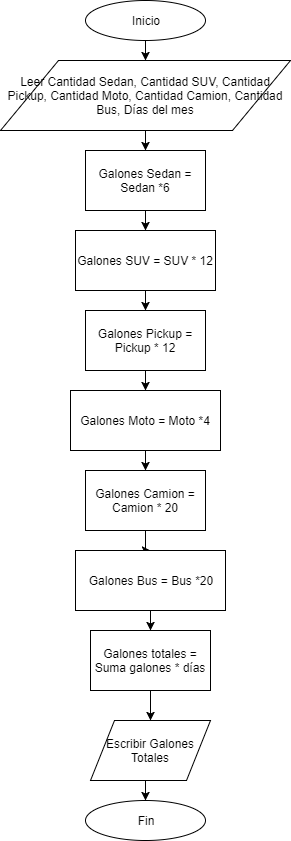 Inicio
Leer Cantidad Sedan, Cantidad SUV, Cantidad
Pickup, Cantidad Moto, Cantidad Camion, Cantidad
Bus, Días del mes
Galones Sedan =
Sedan *6
Galones SUV = SUV * 12
Galones Pickup =
Pickup * 12
Galones Moto = Moto *4
Galones Camion =
Camion * 20
Galones Bus = Bus *20
Galones totales =
Suma galones * días
Escribir Galones
Totales
Fin